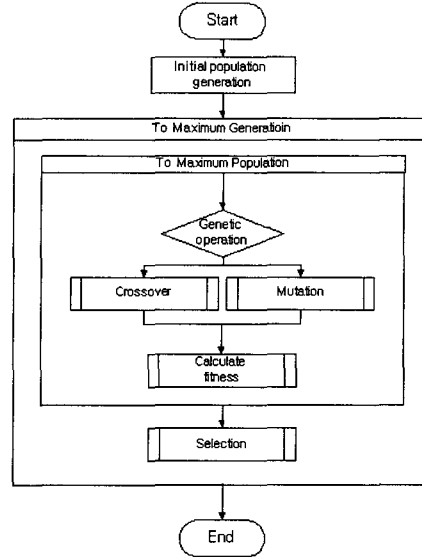 Start
Initial population
generation
To Maximum Generatioin
To Maximum Population
Genetic
operation
Crossover
Mutation
Calculate
fitness
Selection
End